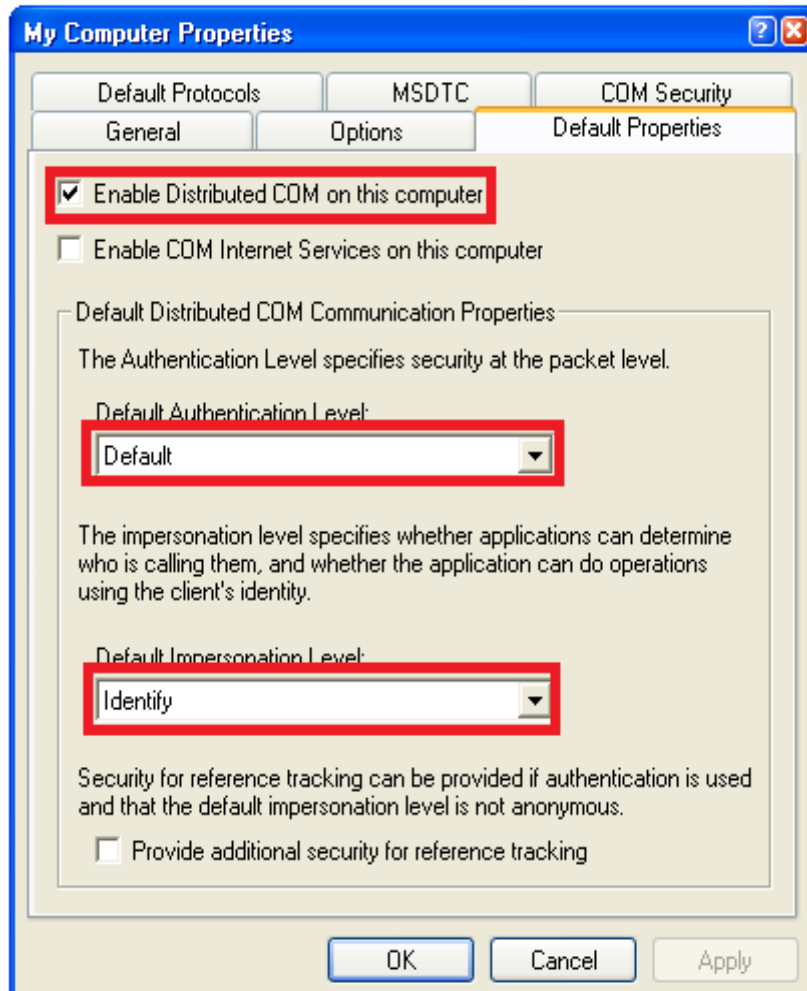 My Computer Properties
Default Protocols MSDTC COM Security
General Options Default Properties
Enable Distributed COM on this computer
Enable COM Internet Services on this computer
Default Distributed COM Communication Properties
The Authentication Level specifies security at the packet level.
Default Authentication Level:
Default
The impersonation level specifies whether applications can determine
who is calling them, and whether the application can do operations
using the client's identity.
Default Impersonation Level:
Identify
Security for reference tracking can be provided if authentication is used
and that the default impersonation level is not anonymous.
Provide additional security for reference tracking
OK Cancel Apply